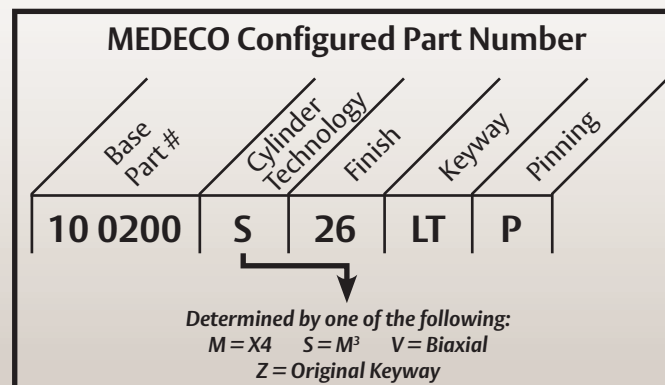 MEDECO Configured Part Number
Base
Part #
Cylinder
Technology
Finish
Keyway
Pinning
10 0200 S 26 LT P
Determined by one of the following:
M = X4 S = M³ V = Biaxial
Z = Original Keyway